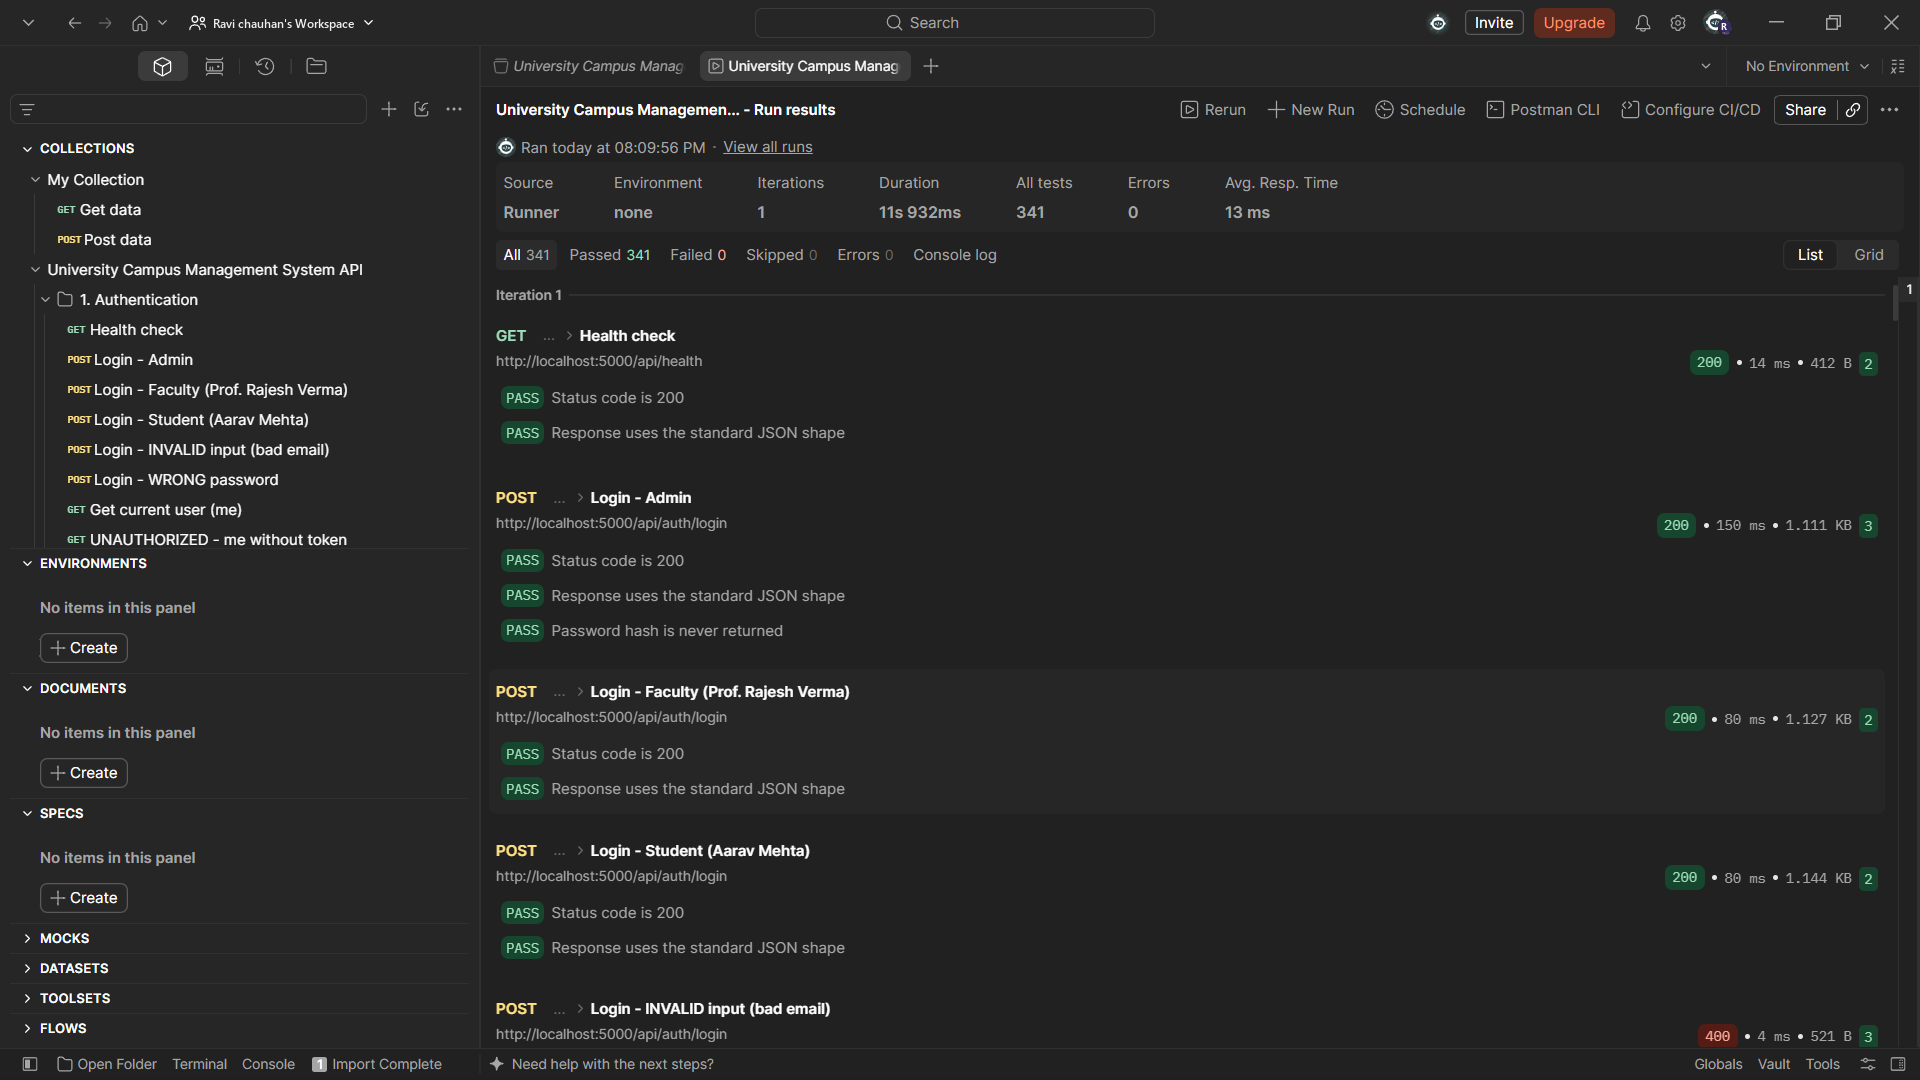 Ravi chauhan's Workspace
Search
Invite
Upgrade
R
University Campus Manag
University Campus Manag
No Environment
COLLECTIONS
My Collection
GET Get data
POST Post data
University Campus Management System API
1. Authentication
GET Health check
POST Login - Admin
POST Login - Faculty (Prof. Rajesh Verma)
POST Login - Student (Aarav Mehta)
POST Login - INVALID input (bad email)
POST Login - WRONG password
GET Get current user (me)
GET UNAUTHORIZED - me without token
ENVIRONMENTS
No items in this panel
Create
DOCUMENTS
No items in this panel
Create
SPECS
No items in this panel
Create
MOCKS
DATASETS
TOOLSETS
FLOWS
University Campus Managemen... - Run results
Rerun
New Run
Schedule
Postman CLI
Configure CI/CD
Share
Ran today at 08:09:56 PM · View all runs
Source Environment Iterations Duration All tests Errors Avg. Resp. Time
Runner none 1 11s 932ms 341 0 13 ms
All 341 Passed 341 Failed 0 Skipped 0 Errors 0 Console log
List Grid
Iteration 1
1
GET ... > Health check
http://localhost:5000/api/health
200 • 14 ms • 412 B 2
PASS Status code is 200
PASS Response uses the standard JSON shape
POST ... > Login - Admin
http://localhost:5000/api/auth/login
200 • 150 ms • 1.111 KB 3
PASS Status code is 200
PASS Response uses the standard JSON shape
PASS Password hash is never returned
POST ... > Login - Faculty (Prof. Rajesh Verma)
http://localhost:5000/api/auth/login
200 • 80 ms • 1.127 KB 2
PASS Status code is 200
PASS Response uses the standard JSON shape
POST ... > Login - Student (Aarav Mehta)
http://localhost:5000/api/auth/login
200 • 80 ms • 1.144 KB 2
PASS Status code is 200
PASS Response uses the standard JSON shape
POST ... > Login - INVALID input (bad email)
http://localhost:5000/api/auth/login
400 • 4 ms • 521 B 3
Open Folder Terminal Console 1 Import Complete
Need help with the next steps?
Globals Vault Tools